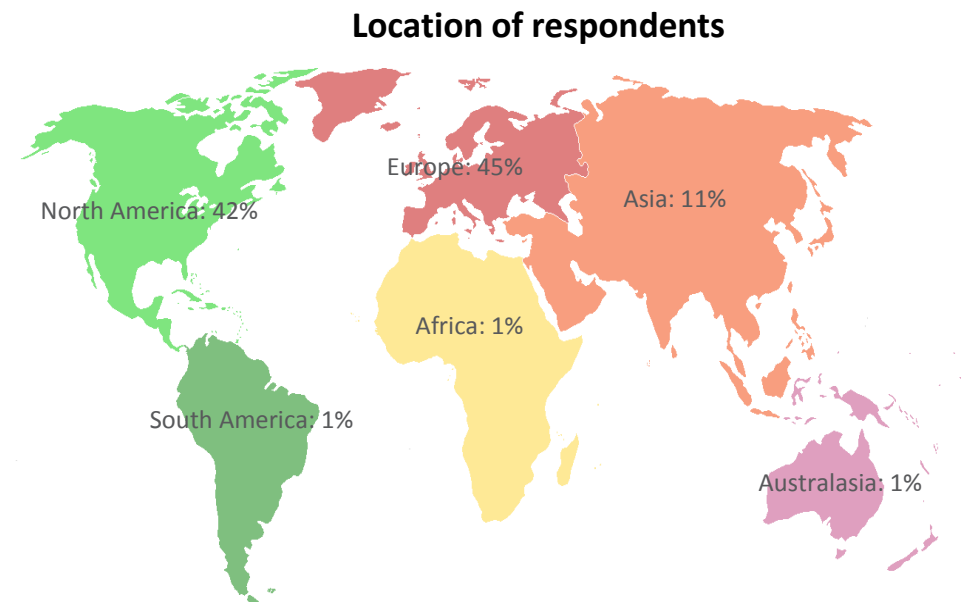 Location of respondents
Europe: 45%
Asia: 11%
North America: 42%
Africa: 1%
South America: 1%
Australasia: 1%